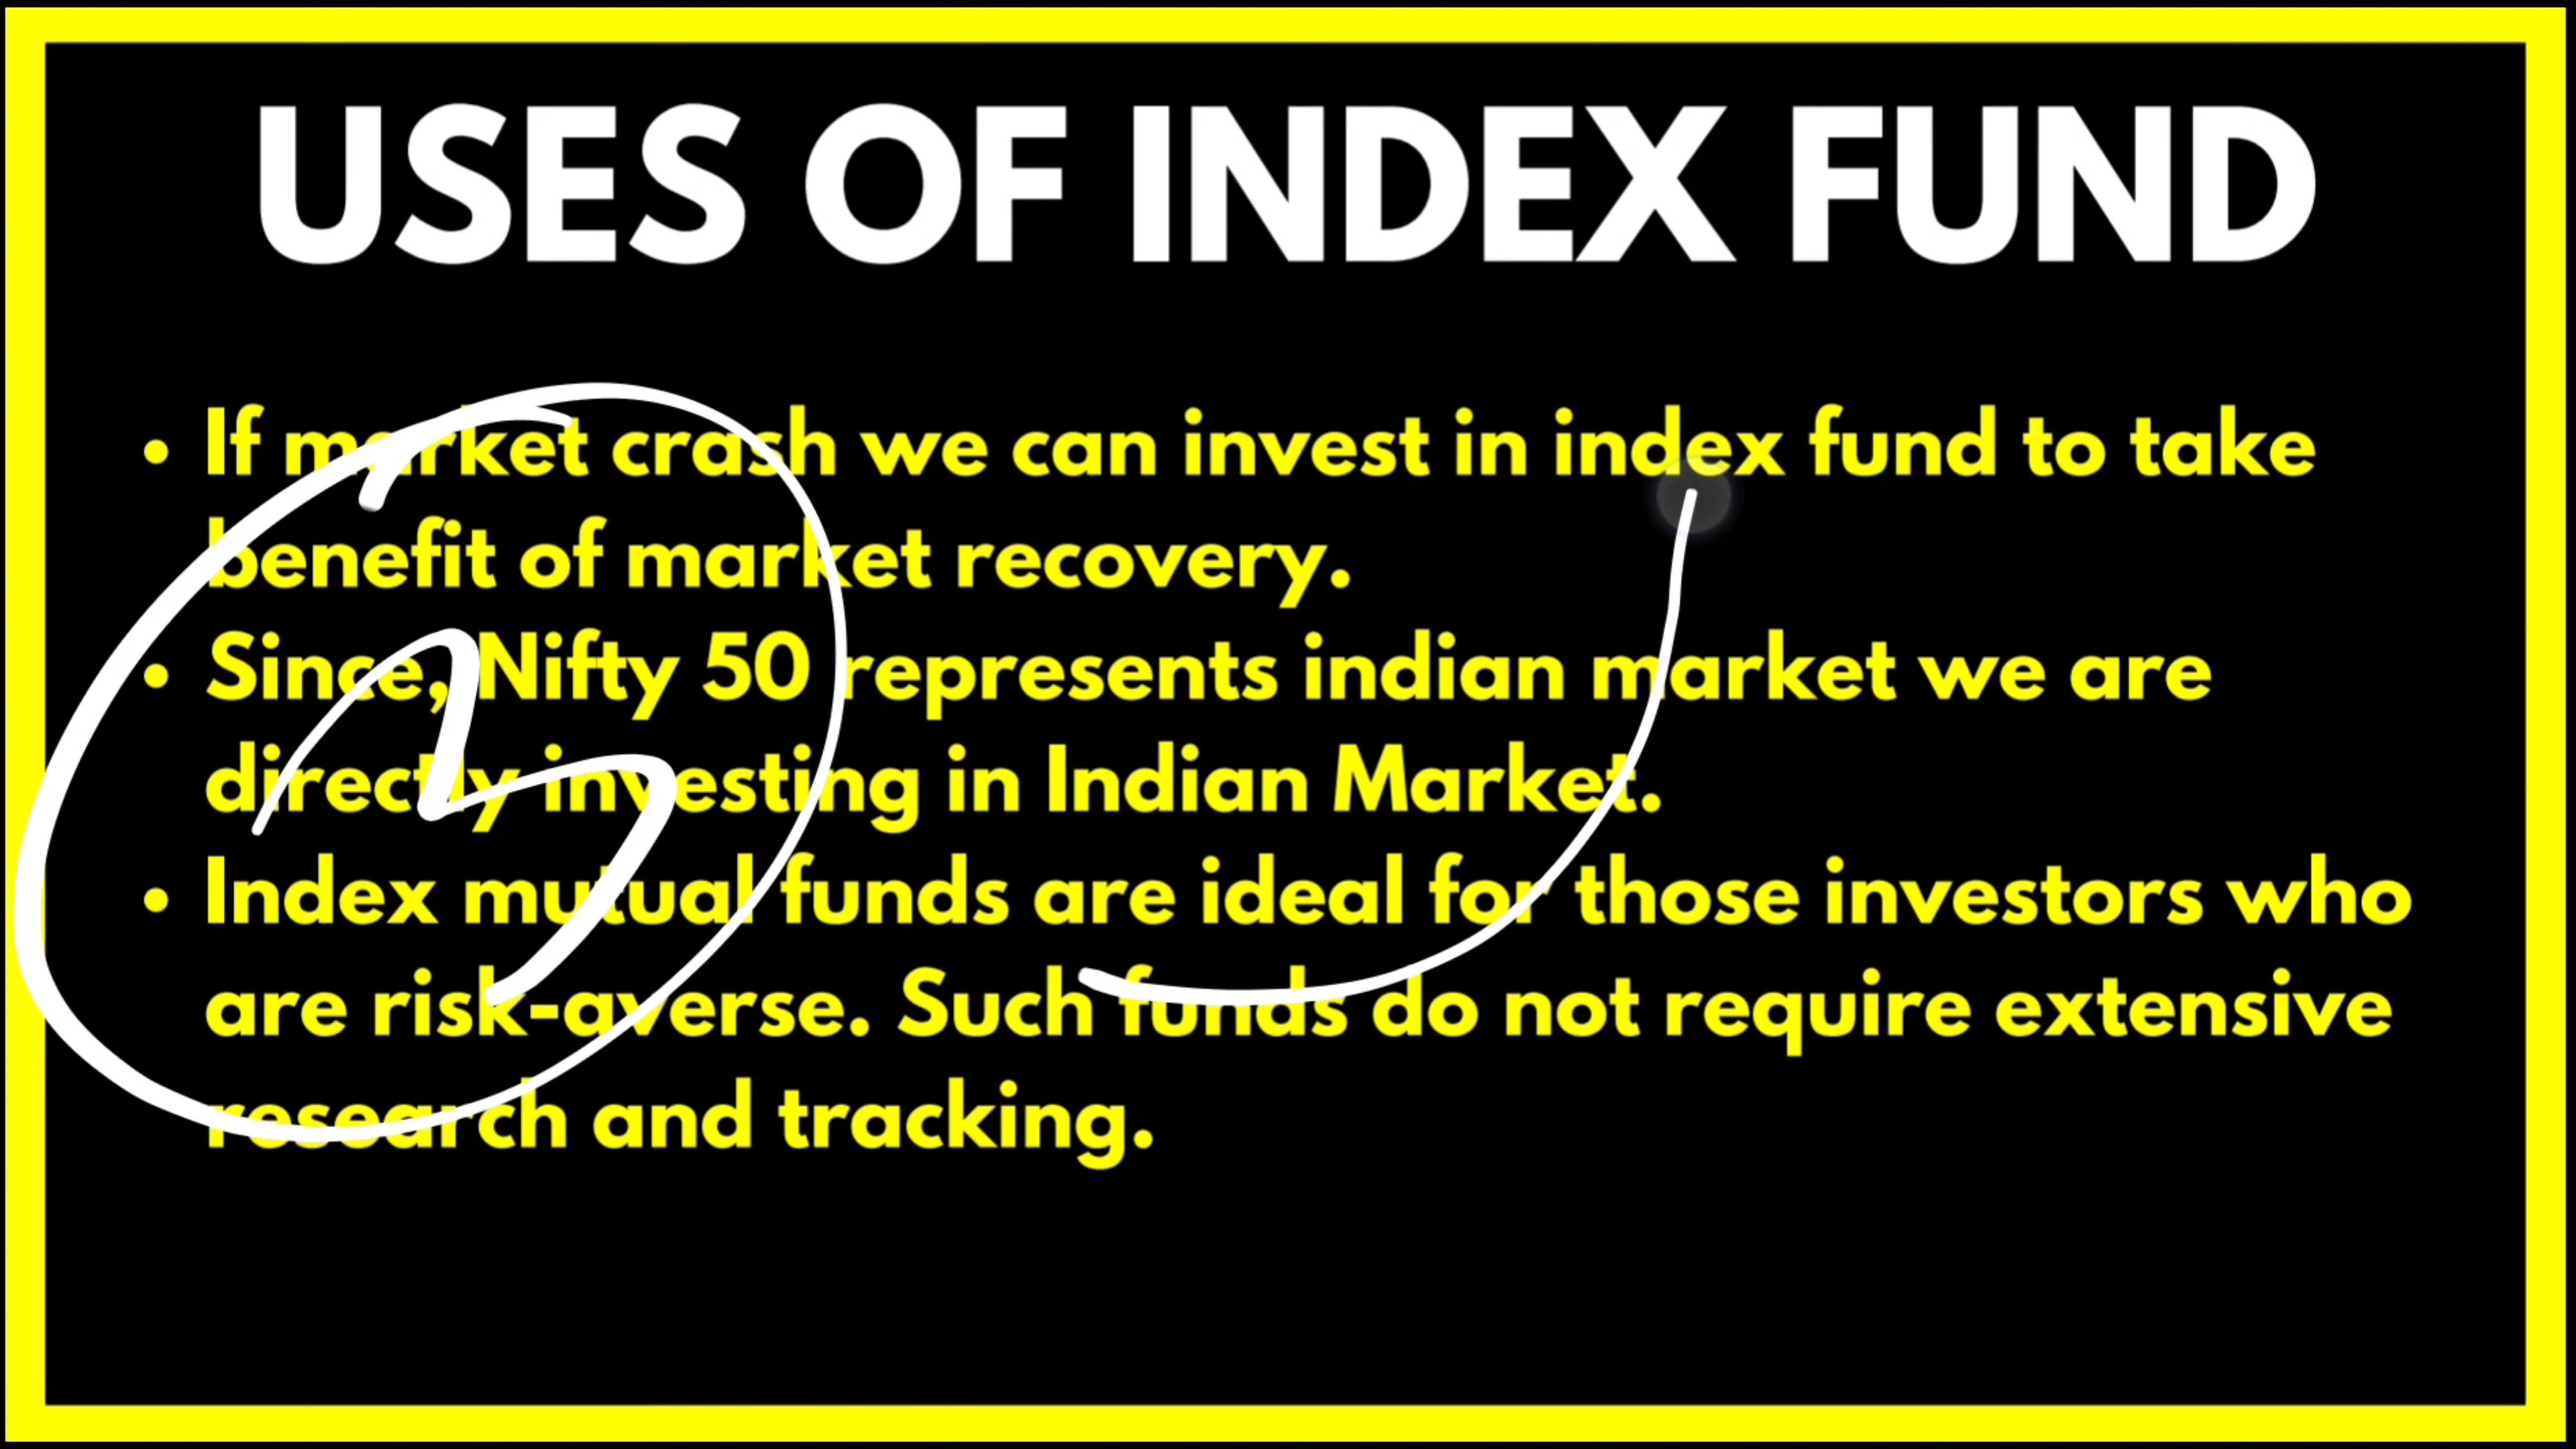 USES OF INDEX FUND
• If market crash we can invest in index fund to take
benefit of market recovery.
• Since, Nifty 50 represents indian market we are
directly investing in Indian Market.
• Index mutual funds are ideal for those investors who
are risk-averse. Such funds do not require extensive
research and tracking.